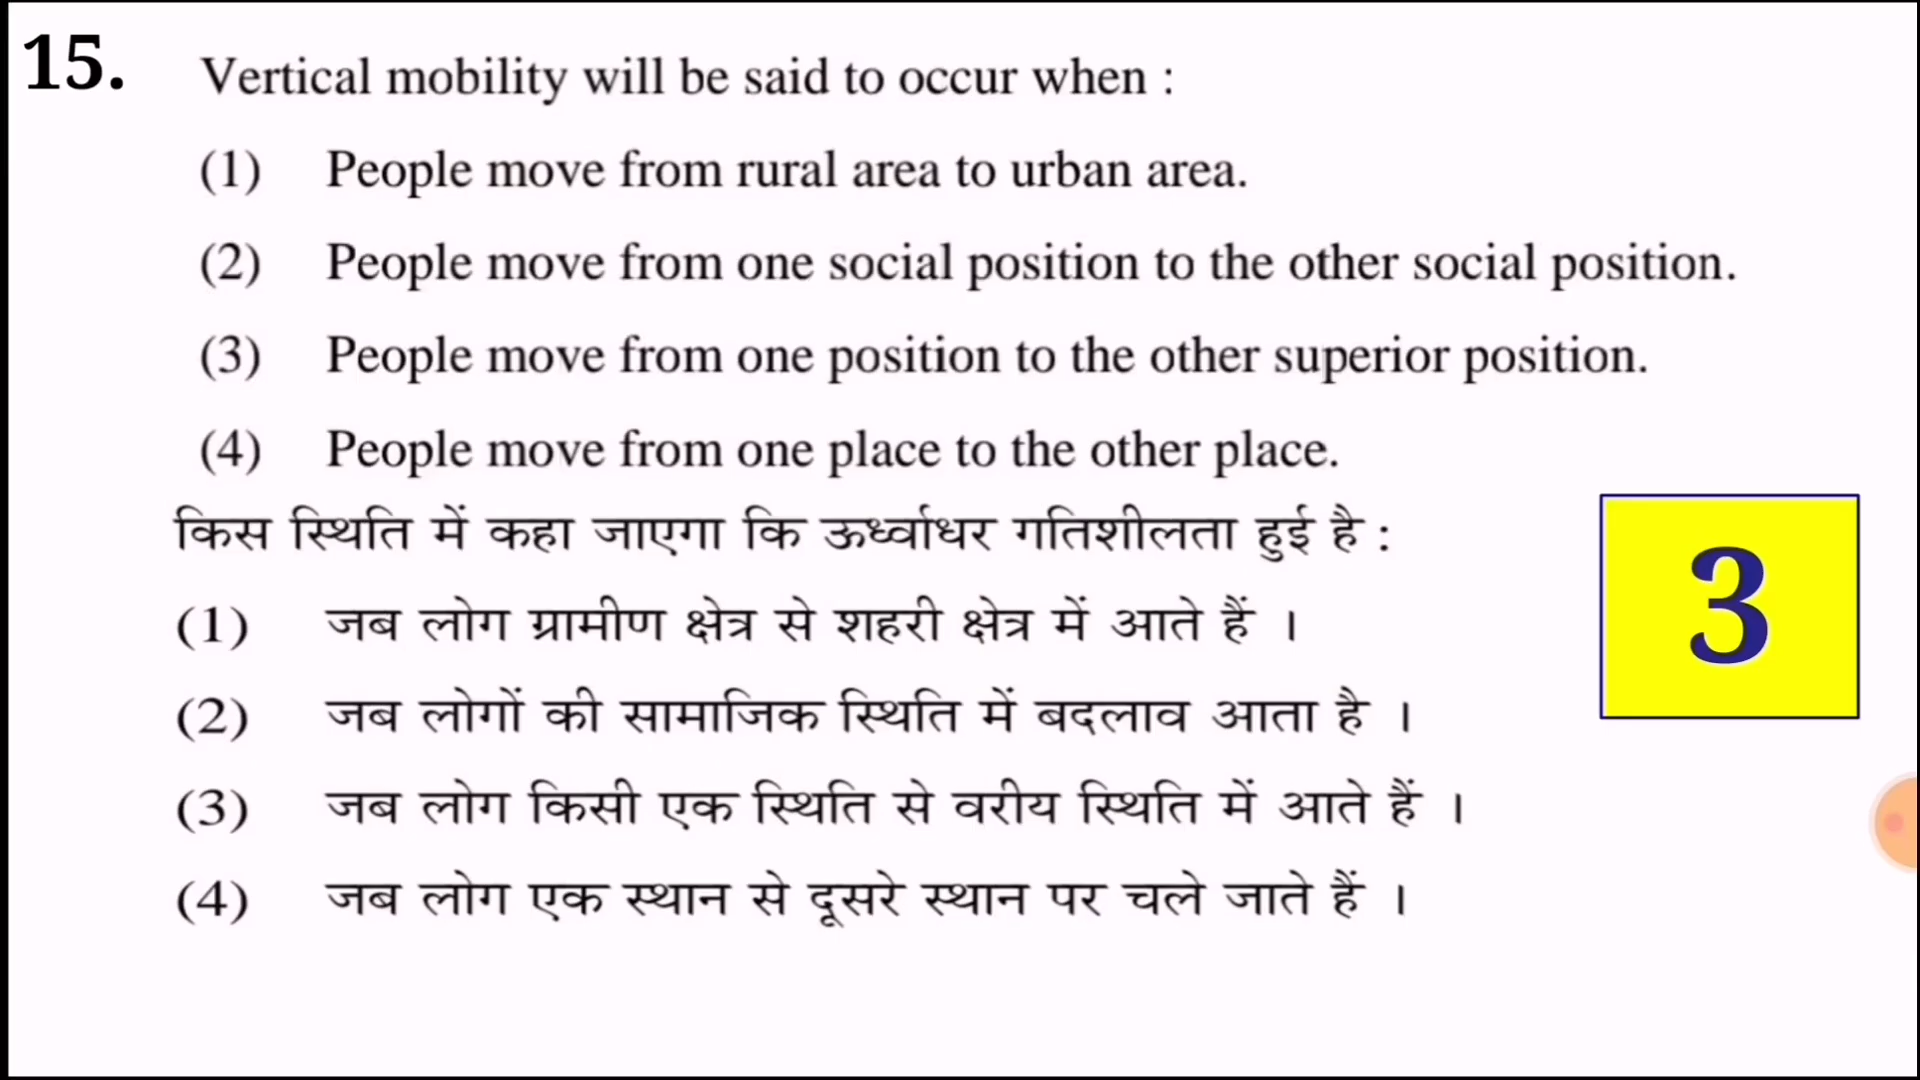 15. Vertical mobility will be said to occur when :
(1) People move from rural area to urban area.
(2) People move from one social position to the other social position.
(3) People move from one position to the other superior position.
(4) People move from one place to the other place.
किस स्थिति में कहा जाएगा कि ऊर्ध्वाधर गतिशीलता हुई है :
(1) जब लोग ग्रामीण क्षेत्र से शहरी क्षेत्र में आते हैं ।
(2) जब लोगों की सामाजिक स्थिति में बदलाव आता है ।
(3) जब लोग किसी एक स्थिति से वरीय स्थिति में आते हैं ।
(4) जब लोग एक स्थान से दूसरे स्थान पर चले जाते हैं ।
3